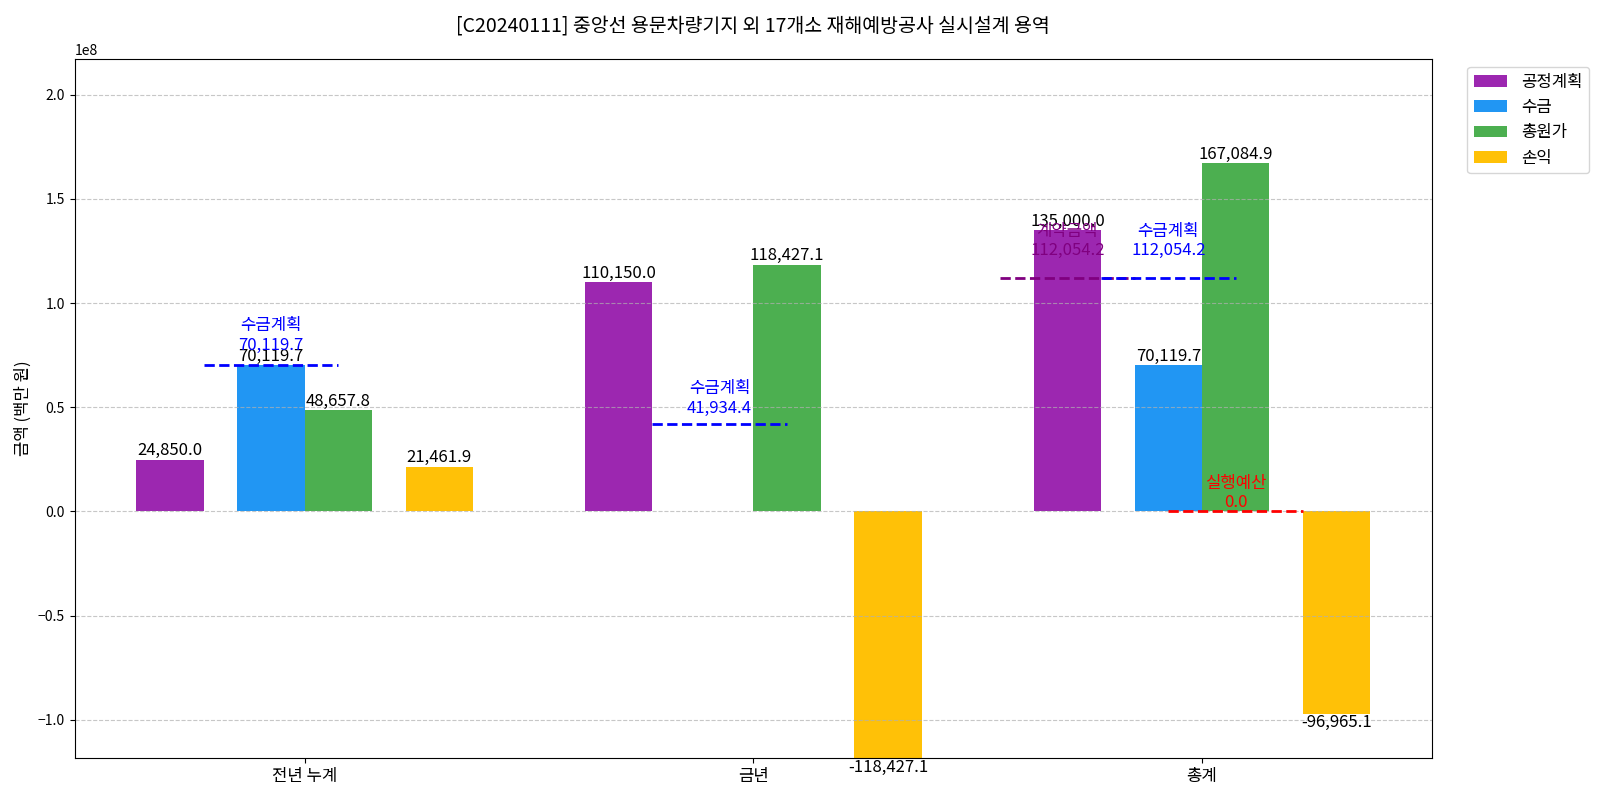 [C20240111] 중앙선 용문차량기지 외 17개소 재해예방공사 실시설계 용역
1e8
공정계획
수금
총원가
손익
금액 (백만 원)
2.0
1.5
1.0
0.5
0.0
−0.5
−1.0
24,850.0
수금계획
70,119.7
70,119.7
48,657.8
21,461.9
110,150.0
수금계획
41,934.4
118,427.1
-118,427.1
135,000.0
계약금액
112,054.2
수금계획
112,054.2
70,119.7
167,084.9
실행예산
0.0
-96,965.1
전년 누계
금년
총계